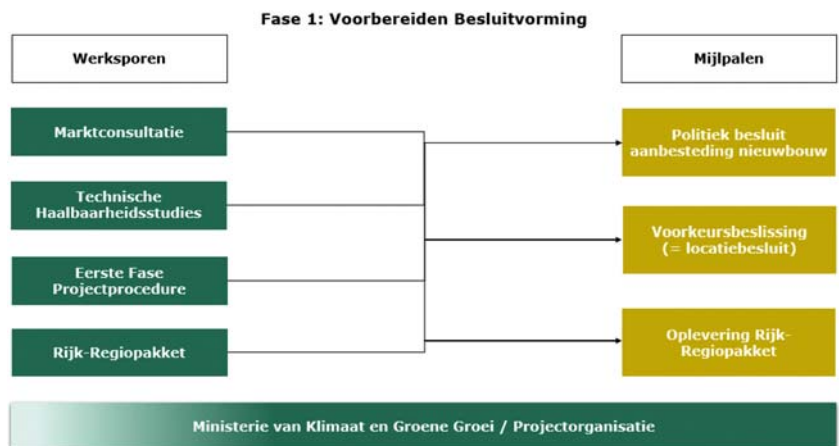 Fase 1: Voorbereiden Besluitvorming
Werksporen
Mijlpalen
Marktconsultatie
Technische
Haalbaarheidsstudies
Eerste Fase
Projectprocedure
Rijk-Regiopakket
Politiek besluit
aanbesteding nieuwbouw
Voorkeursbeslissing
(= locatiebesluit)
Oplevering Rijk-
Regiopakket
Ministerie van Klimaat en Groene Groei / Projectorganisatie